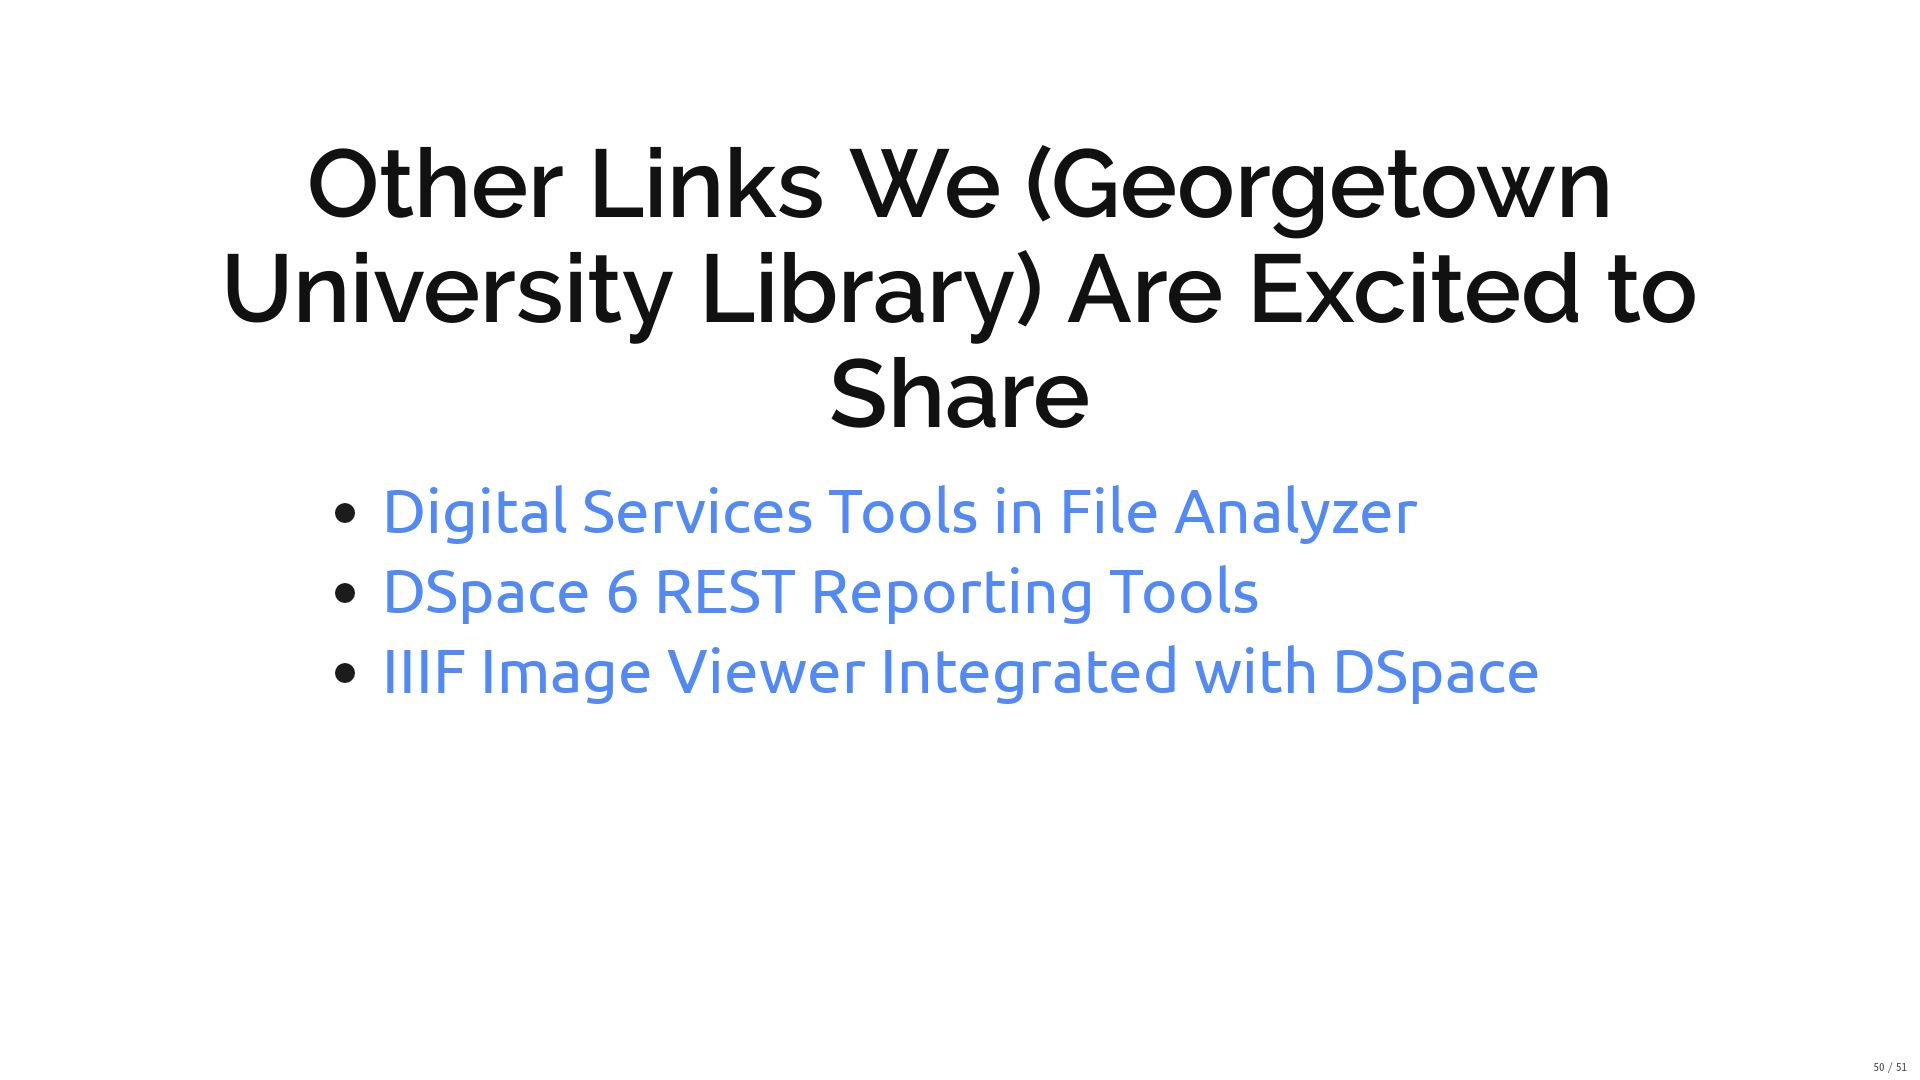 Other Links We (Georgetown
University Library) Are Excited to
Share
• Digital Services Tools in File Analyzer
• DSpace 6 REST Reporting Tools
• IIIF Image Viewer Integrated with DSpace
50 / 51